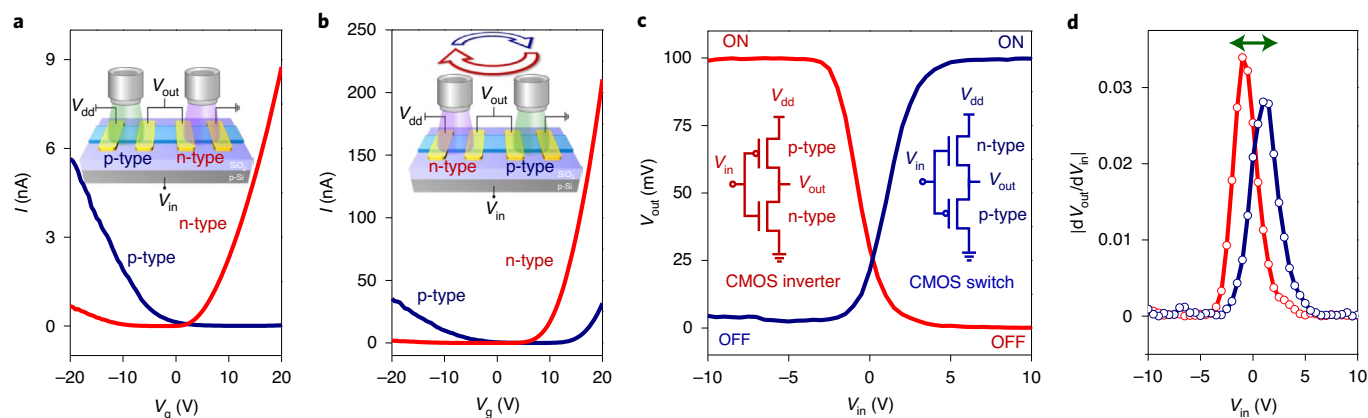 a
I (nA)
9
6
3
0
−20
−10
0
10
20
V_g (V)
V_dd
V_out
p-type
n-type
SiO₂
p-Si
V_in
n-type
p-type
b
I (nA)
250
200
150
100
50
0
−20
−10
0
10
20
V_g (V)
V_dd
V_out
n-type
p-type
SiO₂
p-Si
V_in
n-type
p-type
c
V_out (mV)
100
75
50
25
0
−10
−5
0
5
10
V_in (V)
ON
ON
V_dd
p-type
V_in
V_out
n-type
CMOS inverter
V_dd
n-type
V_in
V_out
p-type
CMOS switch
OFF
OFF
d
|dV_out/dV_in|
0.03
0.02
0.01
0
−10
−5
0
5
10
V_in (V)